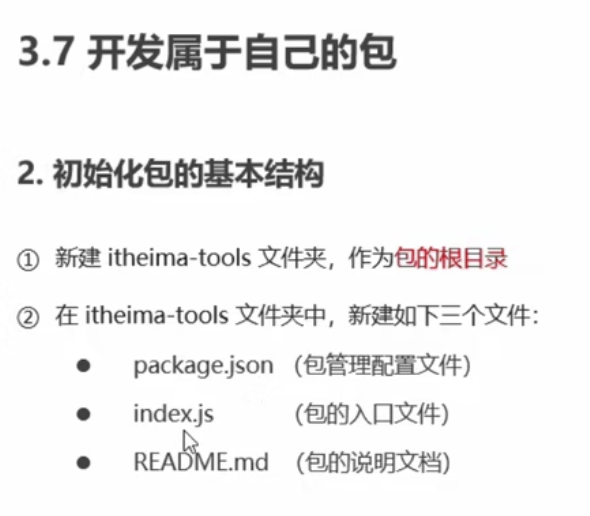 3.7 开发属于自己的包
2. 初始化包的基本结构
① 新建 itheima-tools 文件夹，作为包的根目录
② 在 itheima-tools 文件夹中，新建如下三个文件：
● package.json (包管理配置文件)
● index.js (包的入口文件)
● README.md (包的说明文档)